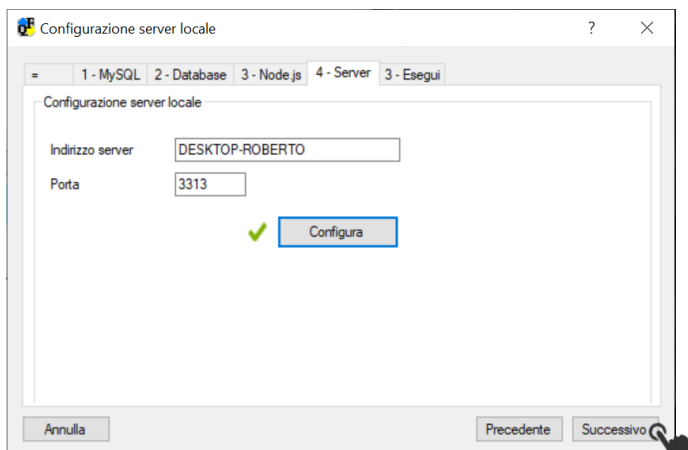 Configurazione server locale ?
= 1 - MySQL 2 - Database 3 - Node.js 4 - Server 3 - Esegui
Configurazione server locale
Indirizzo server DESKTOP-ROBERTO
Porta 3313
Configura
Annulla Precedente Successivo